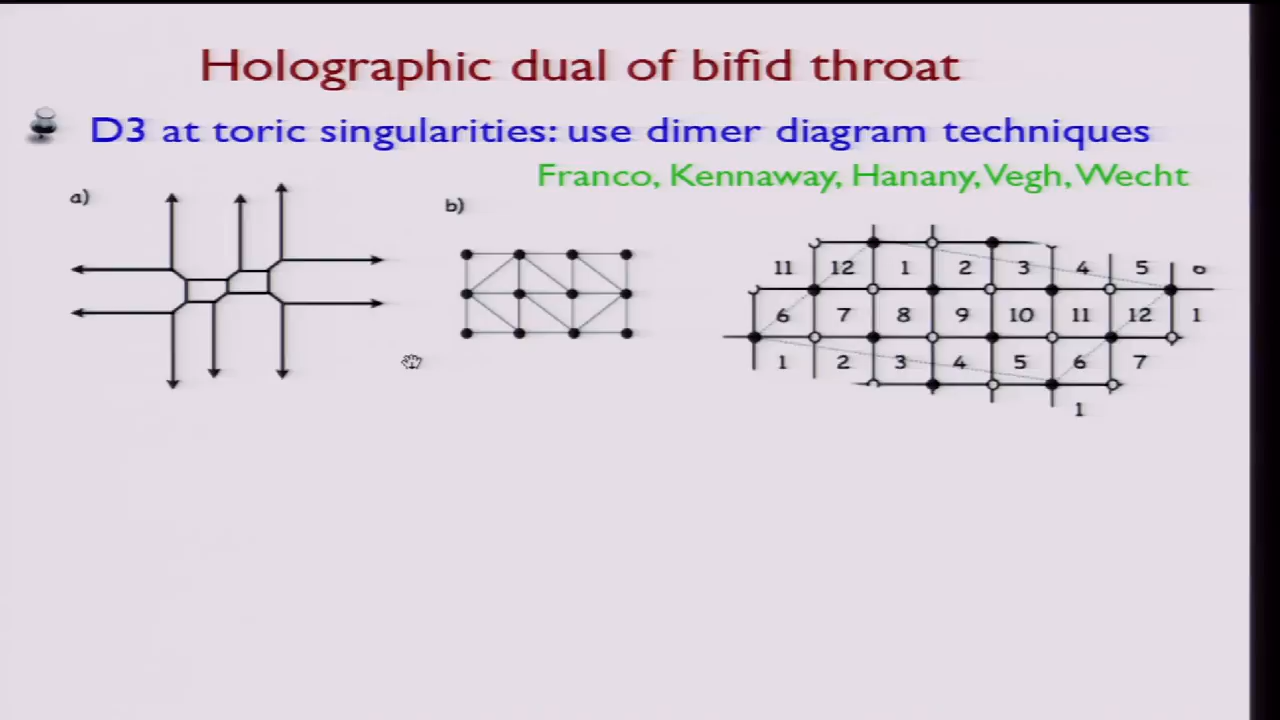 Holographic dual of bifid throat
D3 at toric singularities: use dimer diagram techniques
Franco, Kennaway, Hanany, Vegh, Wecht
a)
b)
11 12 1 2 3 4 5
6 7 8 9 10 11 12 1
1 2 3 4 5 6 7
1